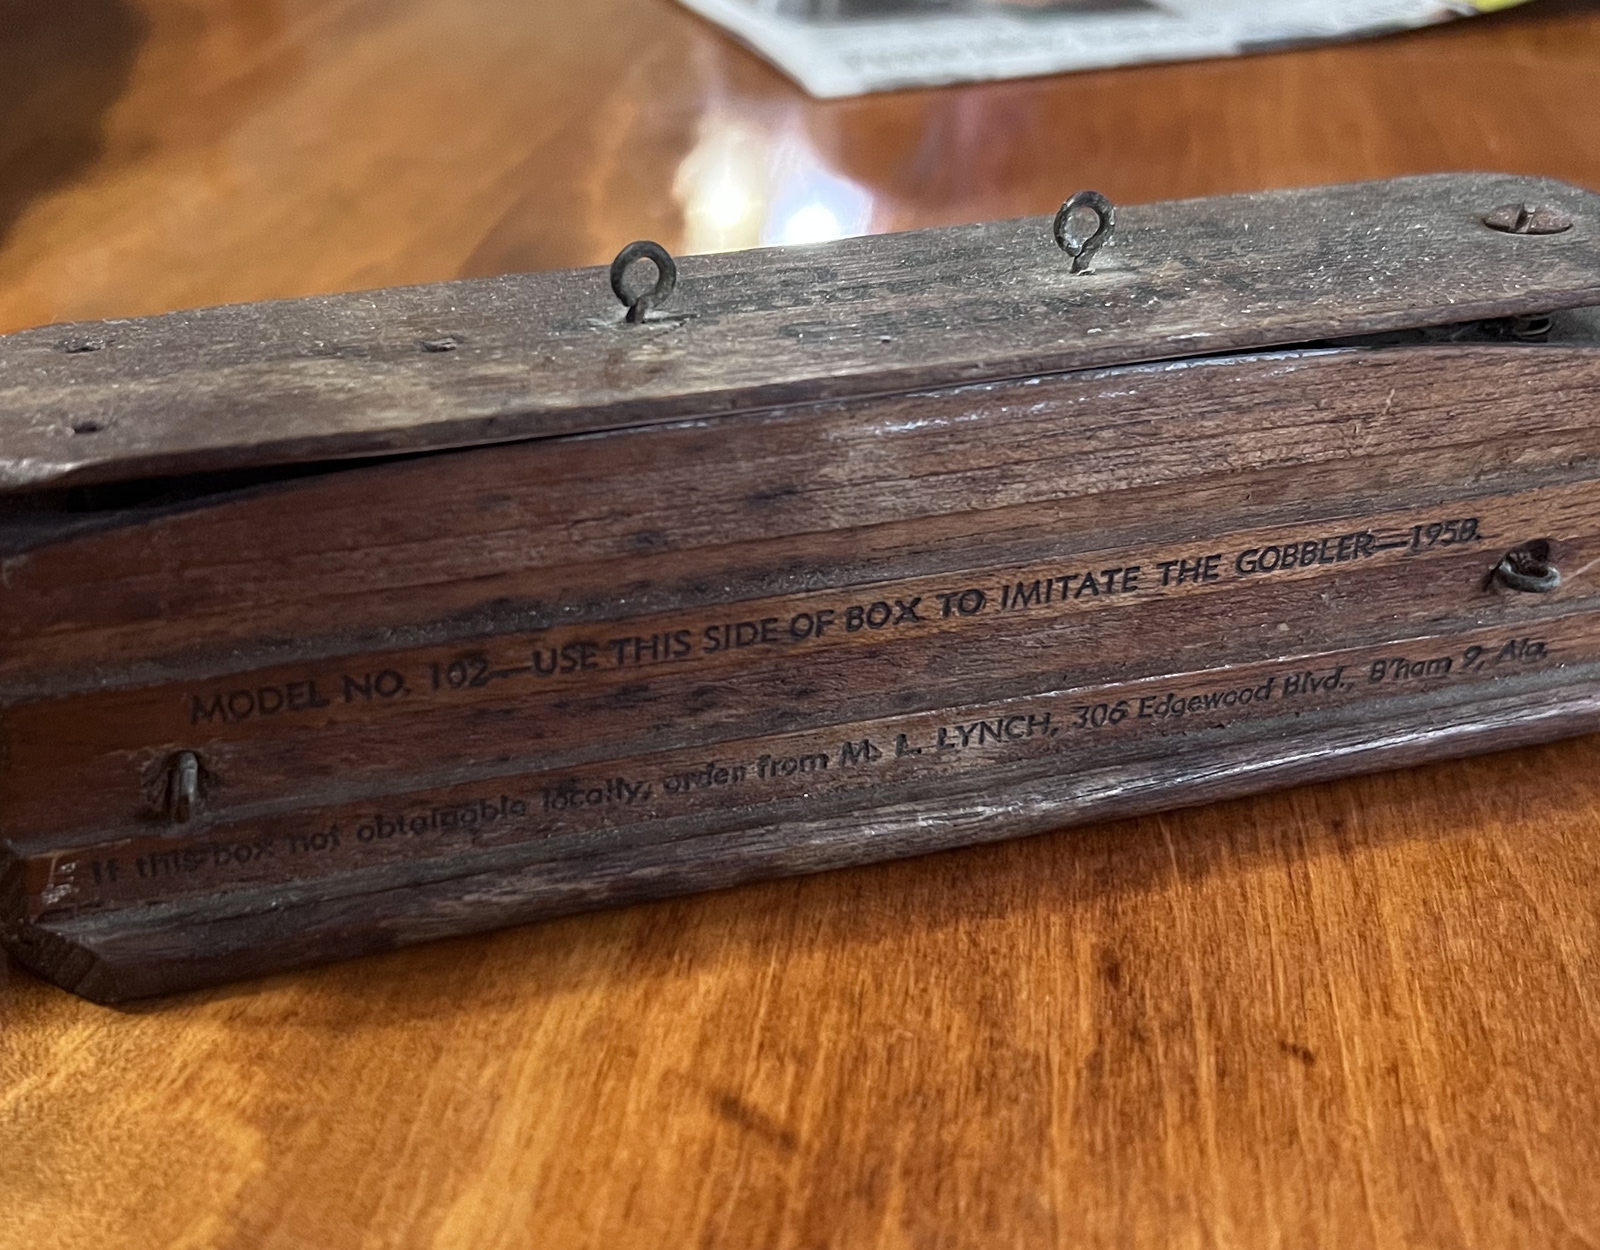 MODEL NO. 102—USE THIS SIDE OF BOX TO IMITATE THE GOBBLER—1958.
If this box not obtainable locally, order from M. L. LYNCH, 306 Edgewood Blvd., B'ham 9, Ala.